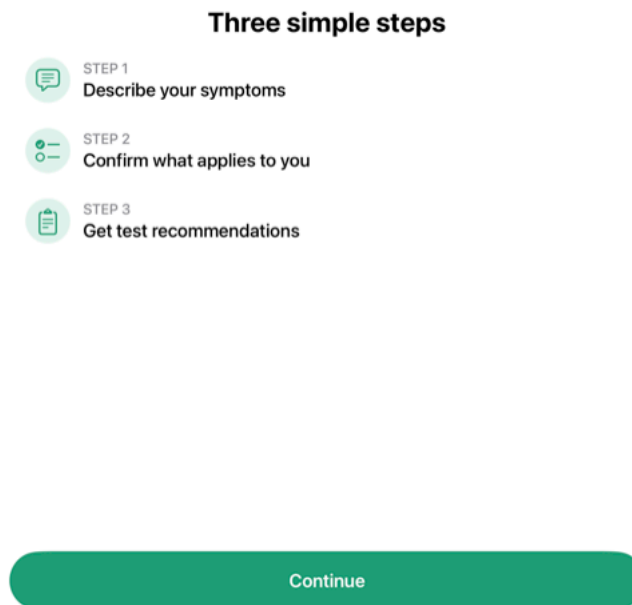 Three simple steps
STEP 1
Describe your symptoms
STEP 2
Confirm what applies to you
STEP 3
Get test recommendations
Continue